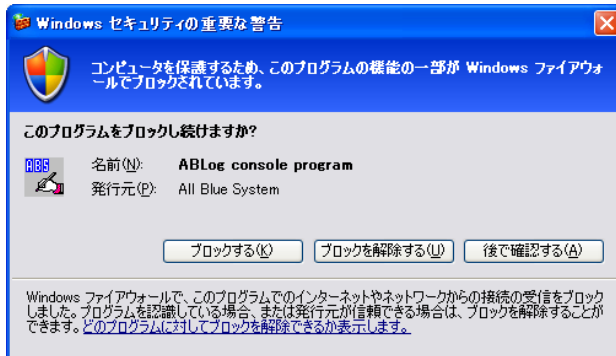 Windows セキュリティの重要な警告
コンピュータを保護するため、このプログラムの機能の一部が Windows ファイアウォ
ールでブロックされています。
このプログラムをブロックし続けますか?
ABS
名前(N):
ABLog console program
発行元(P):
All Blue System
ブロックする(K)
ブロックを解除する(U)
後で確認する(A)
Windows ファイアウォールで、このプログラムでのインターネットやネットワークからの接続の受信をブロック
しました。プログラムを認識している場合、または発行元が信頼できる場合は、ブロックを解除することが
できます。どのプログラムに対してブロックを解除できるか表示します。